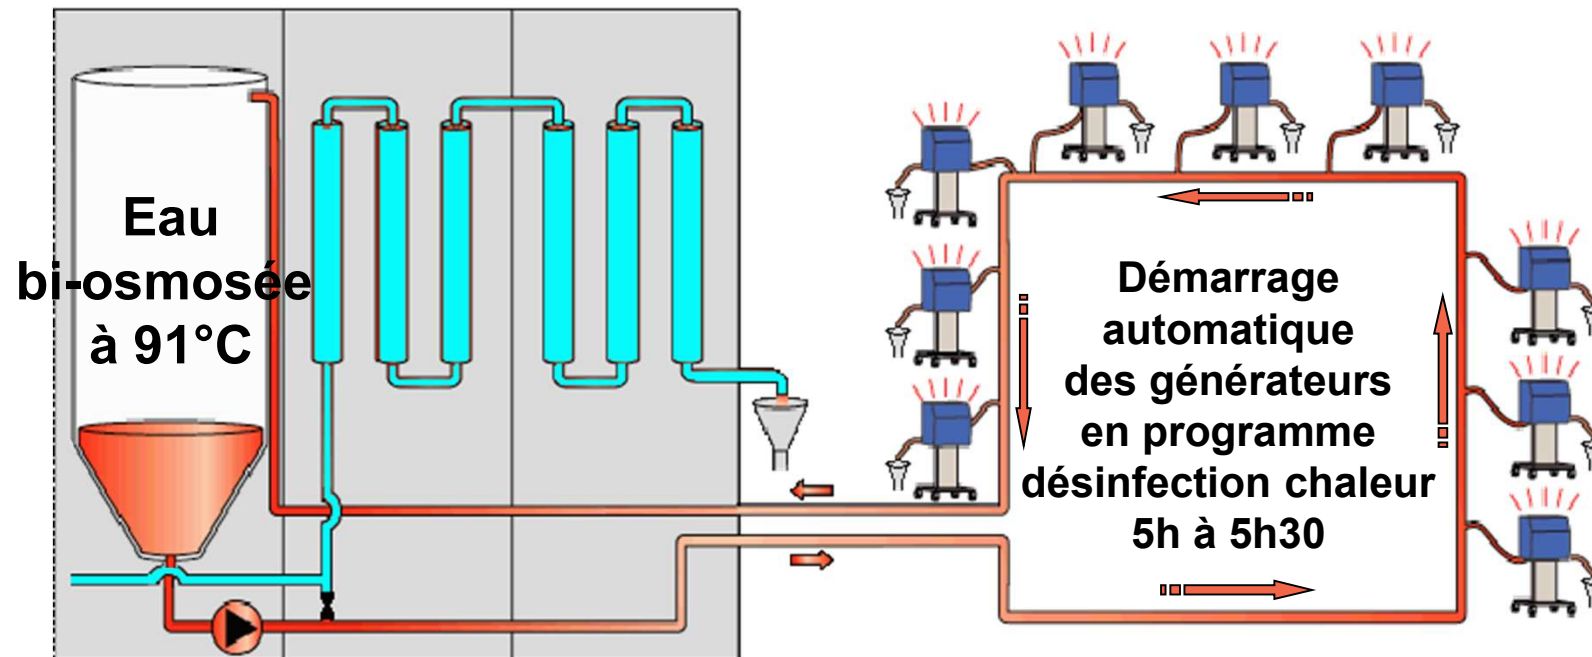 Eau
bi-osmosée
à 91°C
Démarrage
automatique
des générateurs
en programme
désinfection chaleur
5h à 5h30